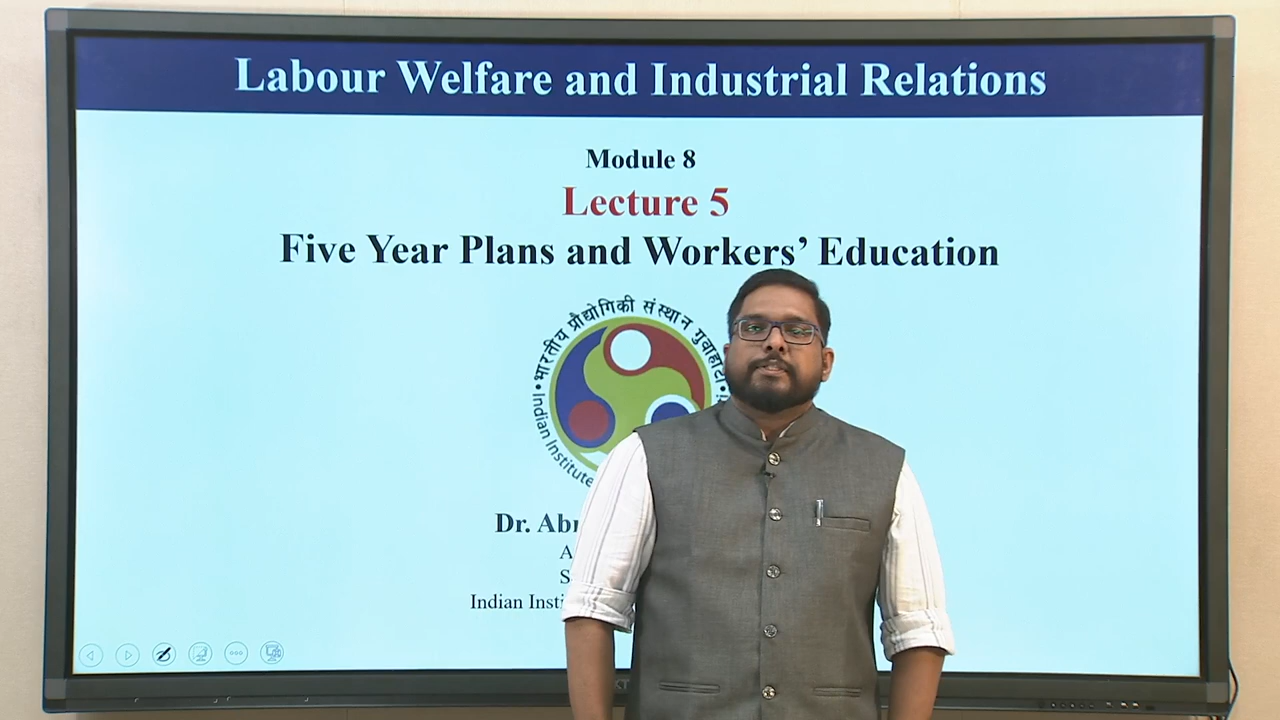 Labour Welfare and Industrial Relations
Module 8
Lecture 5
Five Year Plans and Workers’ Education
भारतीय प्रौद्योगिकी संस्थान गुवाहाटी
Indian Institute
Dr.
Indian